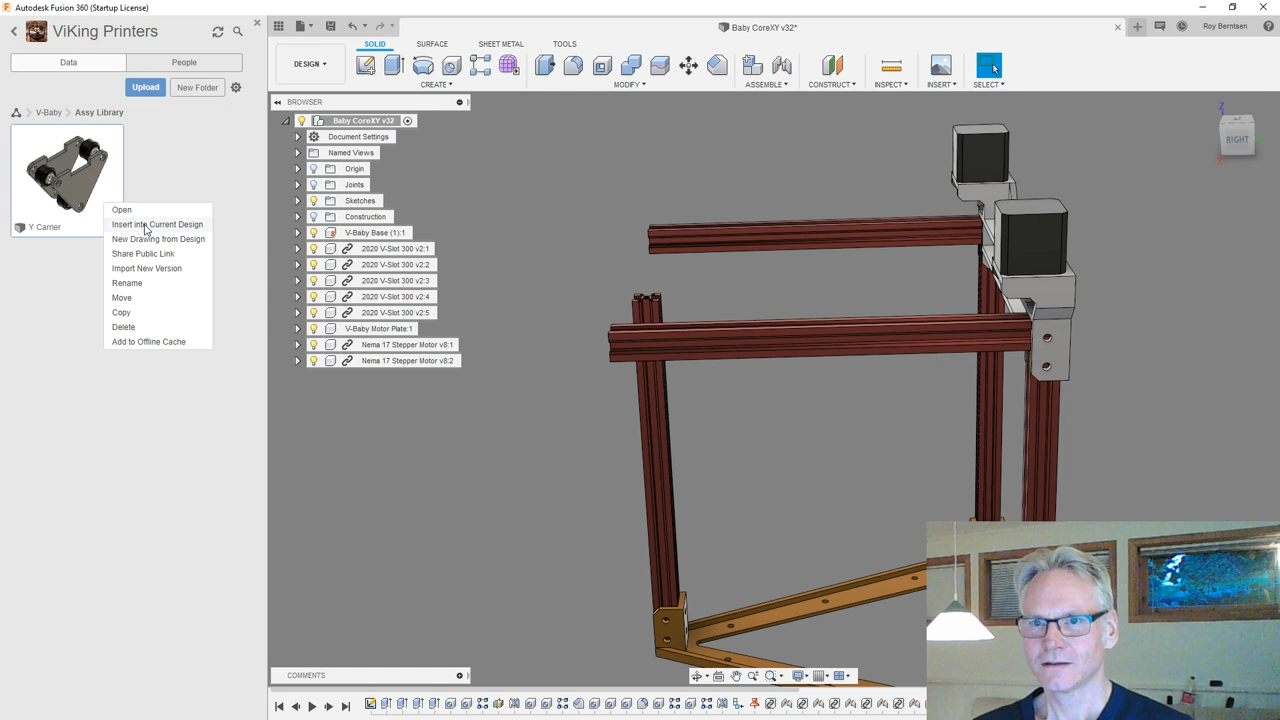 Autodesk Fusion 360 (Startup License)
ViKing Printers
Data
People
Upload
New Folder
V-Baby
Assy Library
Y Carrier
Open
Insert into Current Design
New Drawing from Design
Share Public Link
Import New Version
Rename
Move
Copy
Delete
Add to Offline Cache
Baby CoreXY v32*
Roy Berntsen
DESIGN
SOLID
SURFACE
SHEET METAL
TOOLS
CREATE
MODIFY
ASSEMBLE
CONSTRUCT
INSPECT
INSERT
SELECT
BROWSER
Baby CoreXY v32
Document Settings
Named Views
Origin
Joints
Sketches
Construction
V-Baby Base (1):1
2020 V-Slot 300 v2:1
2020 V-Slot 300 v2:2
2020 V-Slot 300 v2:3
2020 V-Slot 300 v2:4
2020 V-Slot 300 v2:5
V-Baby Motor Plate:1
Nema 17 Stepper Motor v8:1
Nema 17 Stepper Motor v8:2
Z
RIGHT
X
COMMENTS